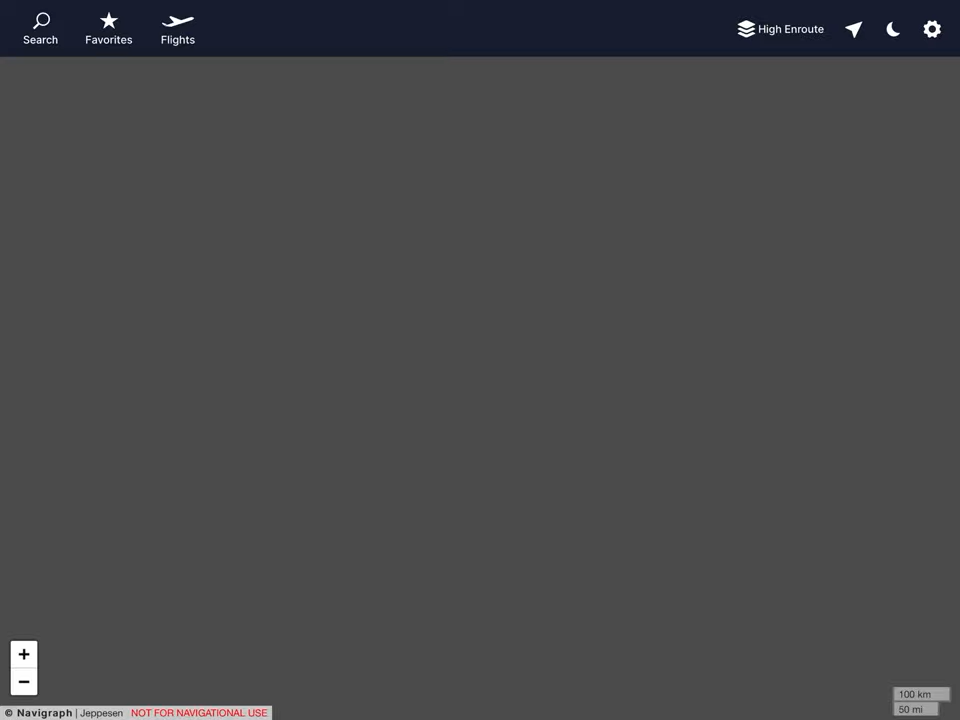 Search
Favorites
Flights
High Enroute
+
−
100 km
50 mi
© Navigraph | Jeppesen NOT FOR NAVIGATIONAL USE